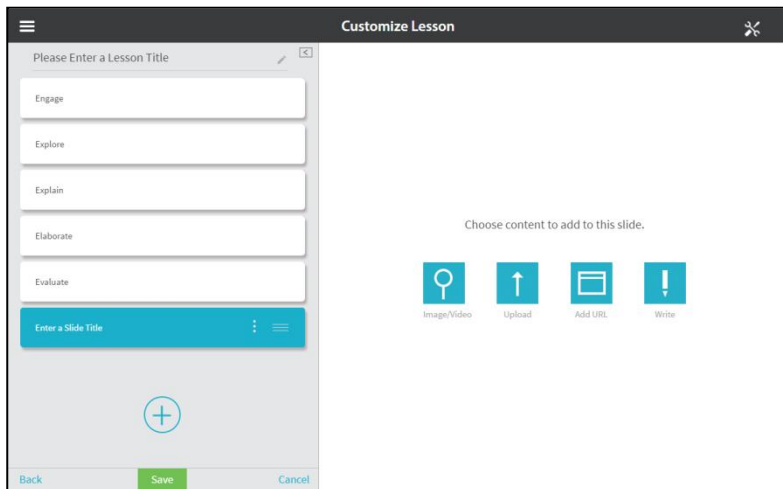 Customize Lesson
Please Enter a Lesson Title
Engage
Explore
Explain
Elaborate
Evaluate
Enter a Slide Title
Back
Save
Cancel
Choose content to add to this slide.
Image/Video
Upload
Add URL
Write